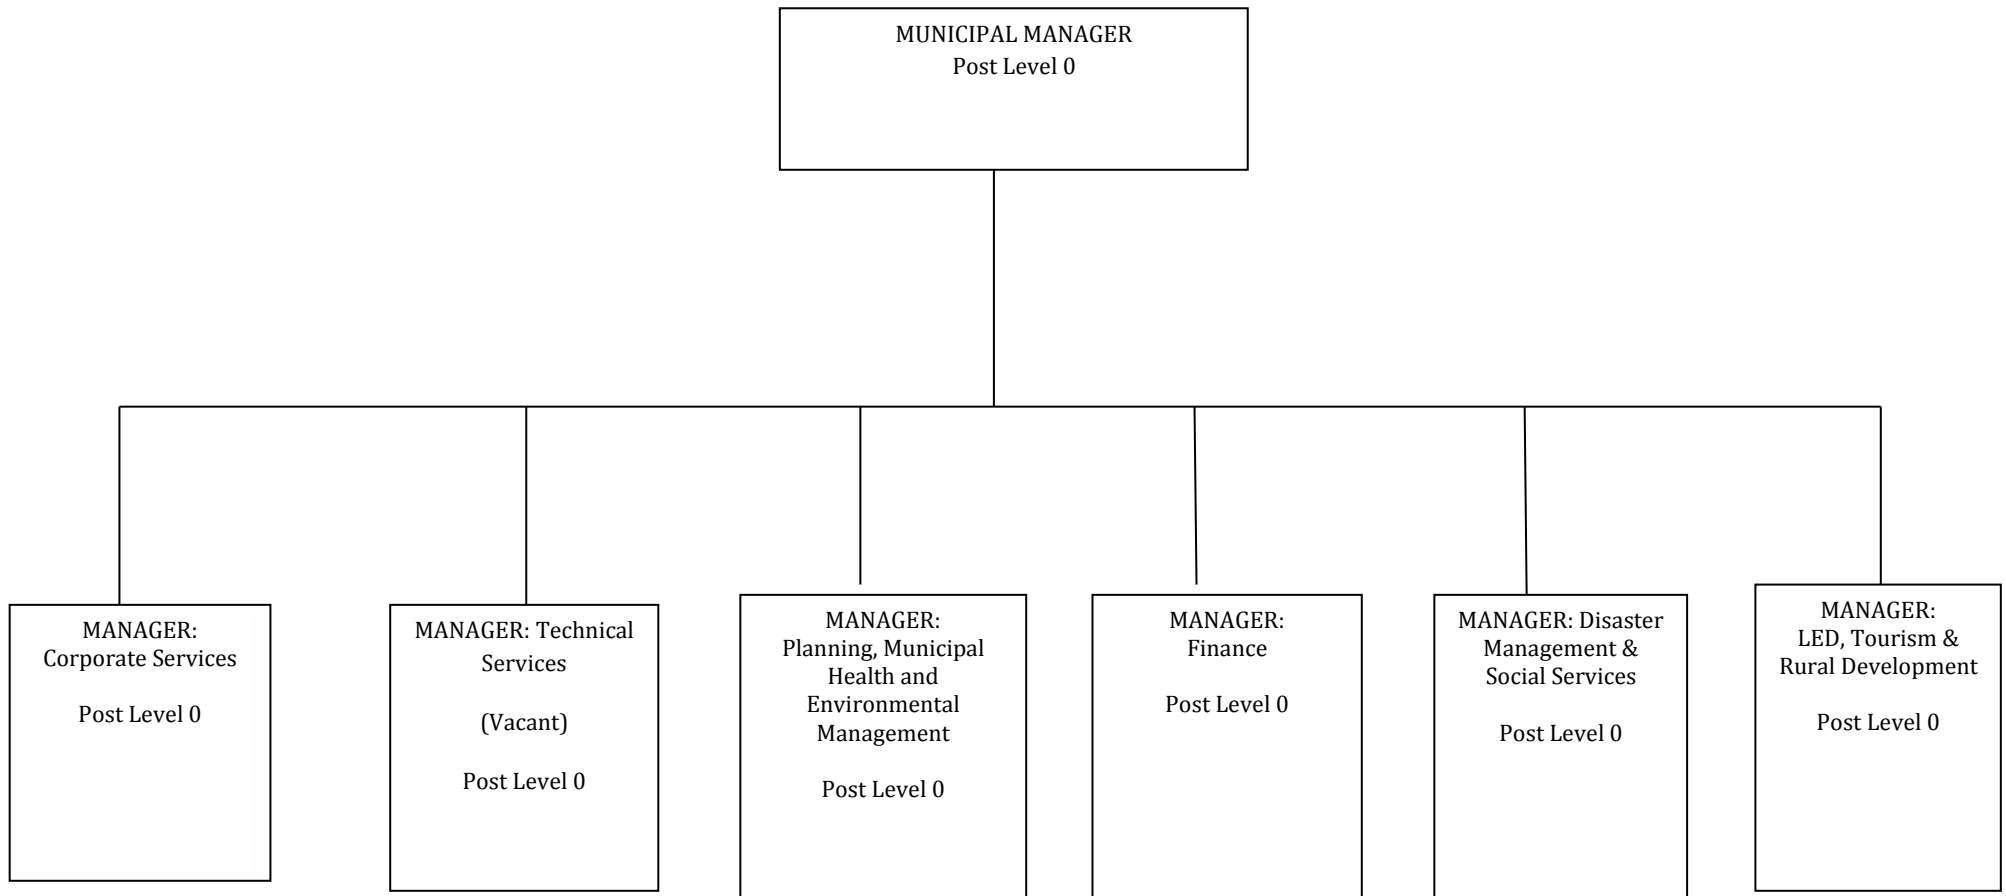 MUNICIPAL MANAGER
Post Level 0
MANAGER:
Corporate Services
Post Level 0
MANAGER: Technical
Services
(Vacant)
Post Level 0
MANAGER:
Planning, Municipal
Health and
Environmental
Management
Post Level 0
MANAGER:
Finance
Post Level 0
MANAGER: Disaster
Management &
Social Services
Post Level 0
MANAGER:
LED, Tourism &
Rural Development
Post Level 0